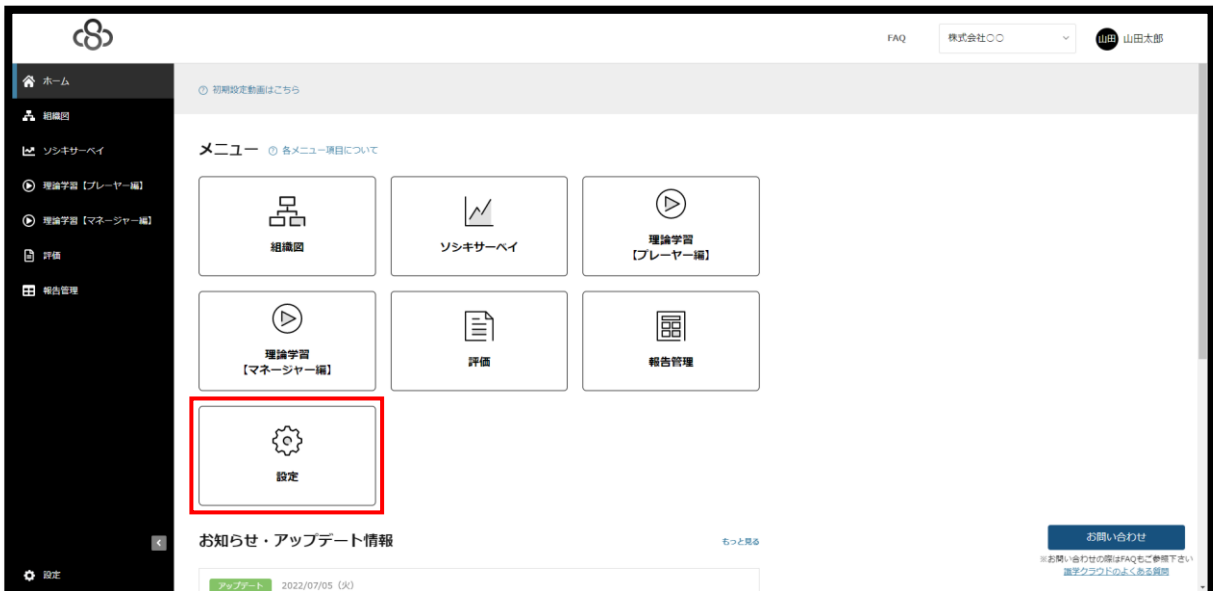 FAQ
株式会社〇〇
山田
山田太郎
ホーム
組織図
ソシキサーベイ
理論学習【プレーヤー編】
理論学習【マネージャー編】
評価
報告管理
設定
初期設定動画はこちら
メニュー
各メニュー項目について
組織図
ソシキサーベイ
理論学習
【プレーヤー編】
理論学習
【マネージャー編】
評価
報告管理
設定
お知らせ・アップデート情報
もっと見る
アップデート 2022/07/05（火）
お問い合わせ
※お問い合わせの際はFAQもご参照下さい
識学クラウドのよくある質問